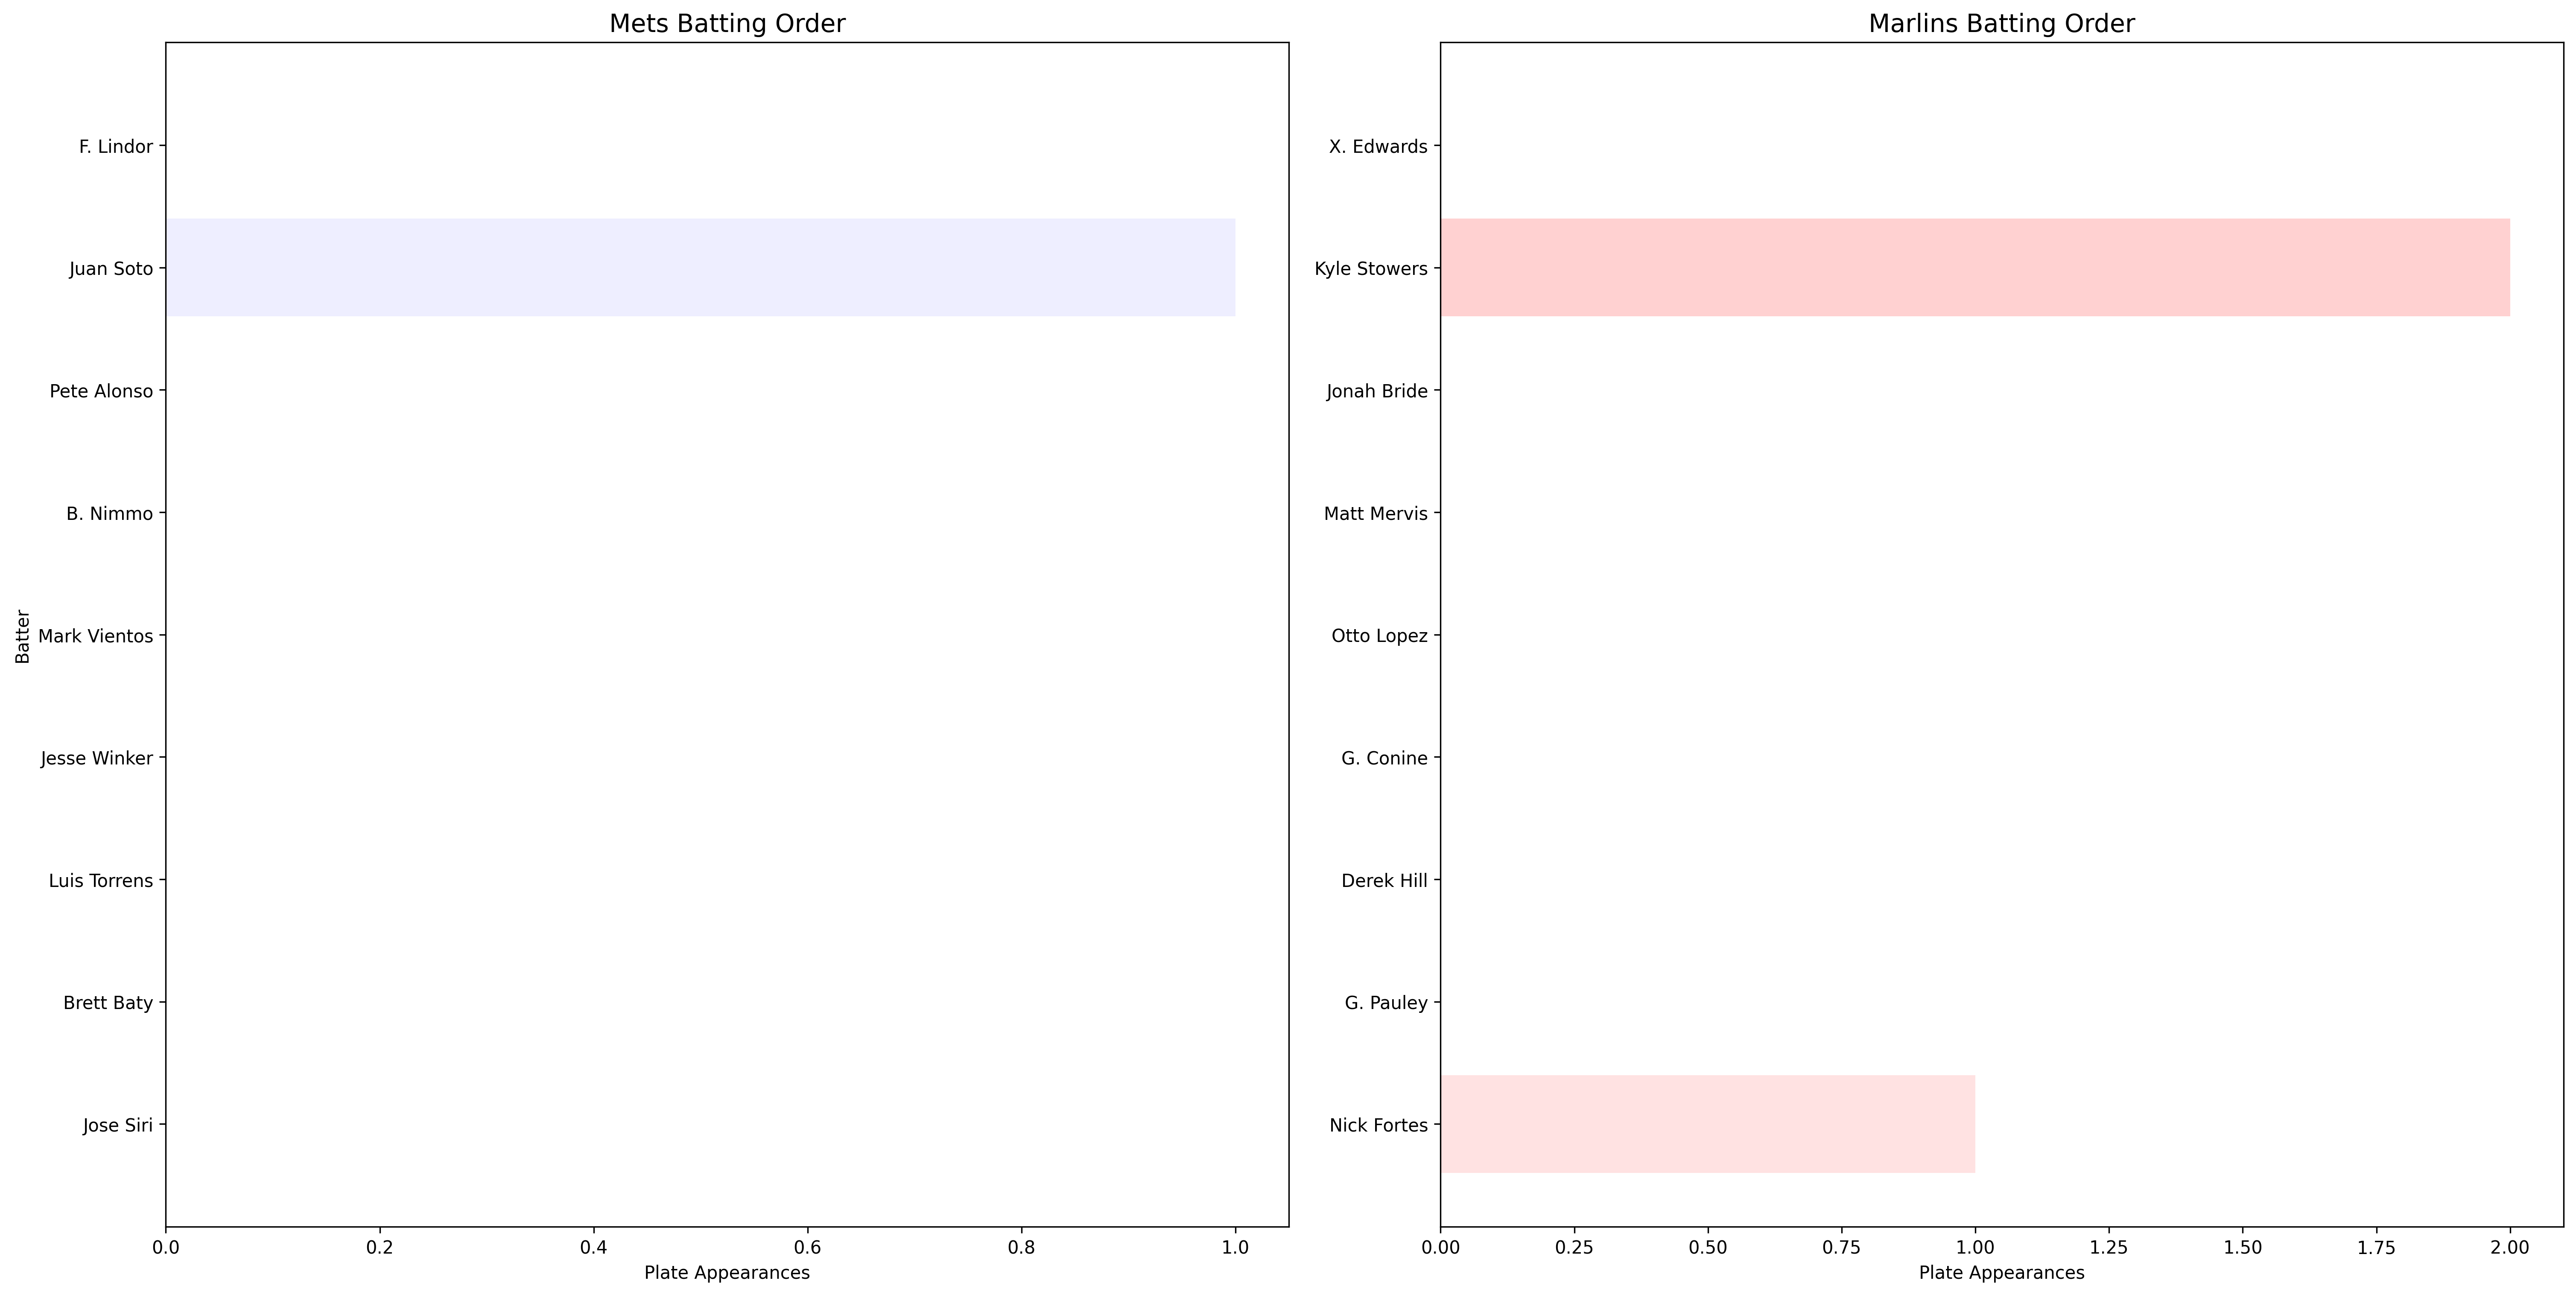 Mets Batting Order
Batter
F. Lindor
Juan Soto
Pete Alonso
B. Nimmo
Mark Vientos
Jesse Winker
Luis Torrens
Brett Baty
Jose Siri
0.0 0.2 0.4 0.6 0.8 1.0
Plate Appearances
Marlins Batting Order
X. Edwards
Kyle Stowers
Jonah Bride
Matt Mervis
Otto Lopez
G. Conine
Derek Hill
G. Pauley
Nick Fortes
0.00 0.25 0.50 0.75 1.00 1.25 1.50 1.75 2.00
Plate Appearances